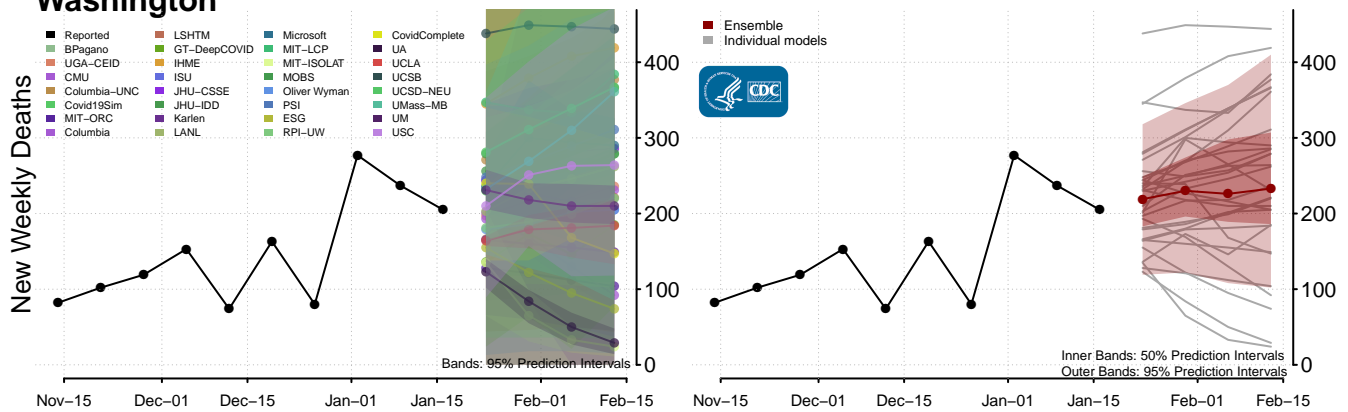 Washington
New Weekly Deaths
Reported
BPagano
UGA−CEID
CMU
Columbia−UNC
Covid19Sim
MIT−ORC
Columbia
LSHTM
GT−DeepCOVID
IHME
ISU
JHU−CSSE
JHU−IDD
Karlen
LANL
Microsoft
MIT−LCP
MIT−ISOLAT
MOBS
Oliver Wyman
PSI
ESG
RPI−UW
CovidComplete
UA
UCLA
UCSB
UCSD−NEU
UMass−MB
UM
USC
Bands: 95% Prediction Intervals
400
300
200
100
0
Nov−15 Dec−01 Dec−15 Jan−01 Jan−15 Feb−01 Feb−15
Ensemble
Individual models
CDC
Inner Bands: 50% Prediction Intervals
Outer Bands: 95% Prediction Intervals
400
300
200
100
0
Nov−15 Dec−01 Dec−15 Jan−01 Jan−15 Feb−01 Feb−15